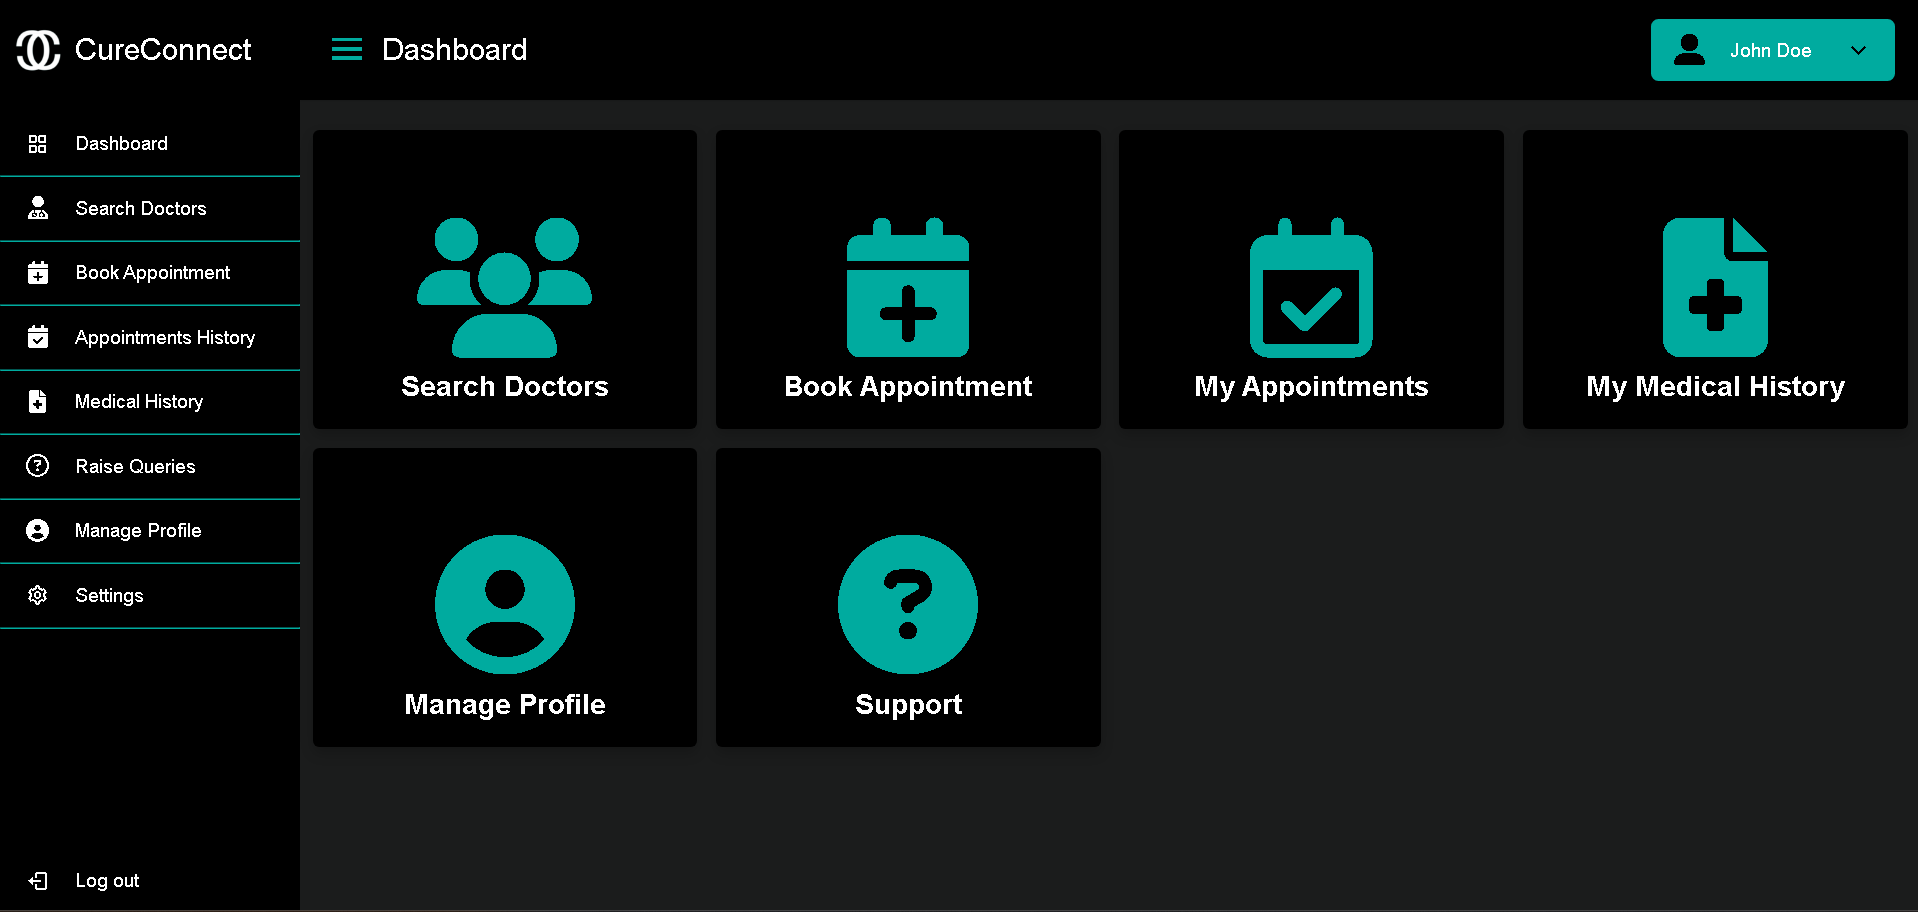 CureConnect
Dashboard
John Doe
Dashboard
Search Doctors
Book Appointment
Appointments History
Medical History
Raise Queries
Manage Profile
Settings
Log out
Search Doctors
Book Appointment
My Appointments
My Medical History
Manage Profile
Support